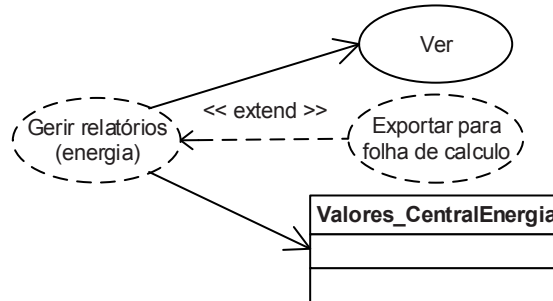 Ver
<< extend >>
Gerir relatórios
(energia)
Exportar para
folha de calculo
Valores_CentralEnergia